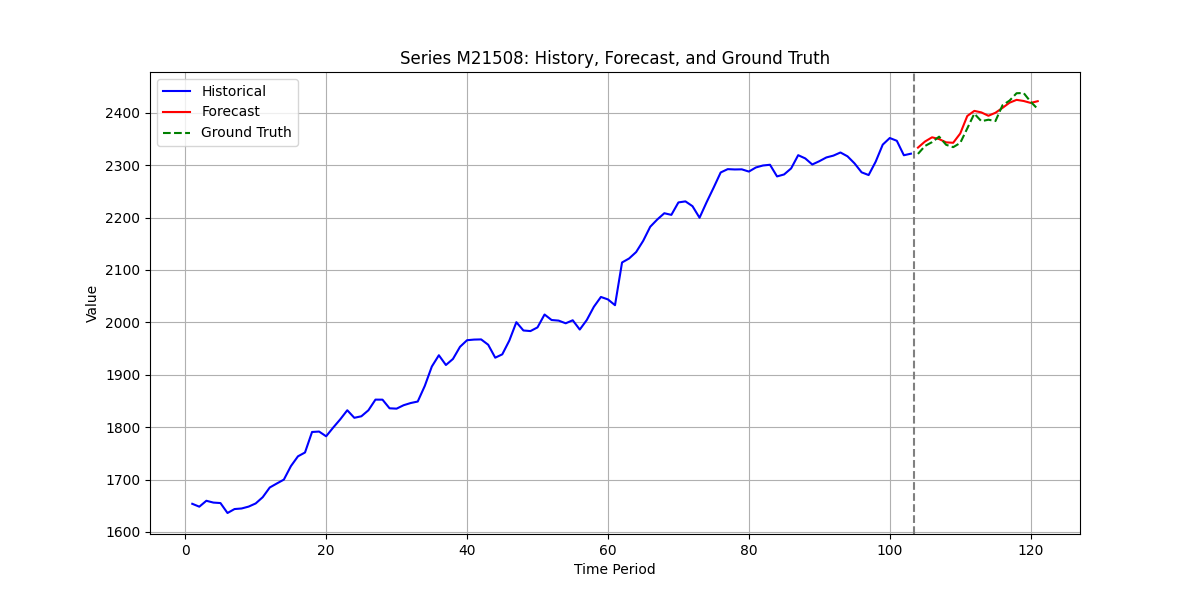 Series M21508: History, Forecast, and Ground Truth
Historical
Forecast
Ground Truth
2400
2300
2200
2100
2000
1900
1800
1700
1600
Value
0 20 40 60 80 100 120
Time Period